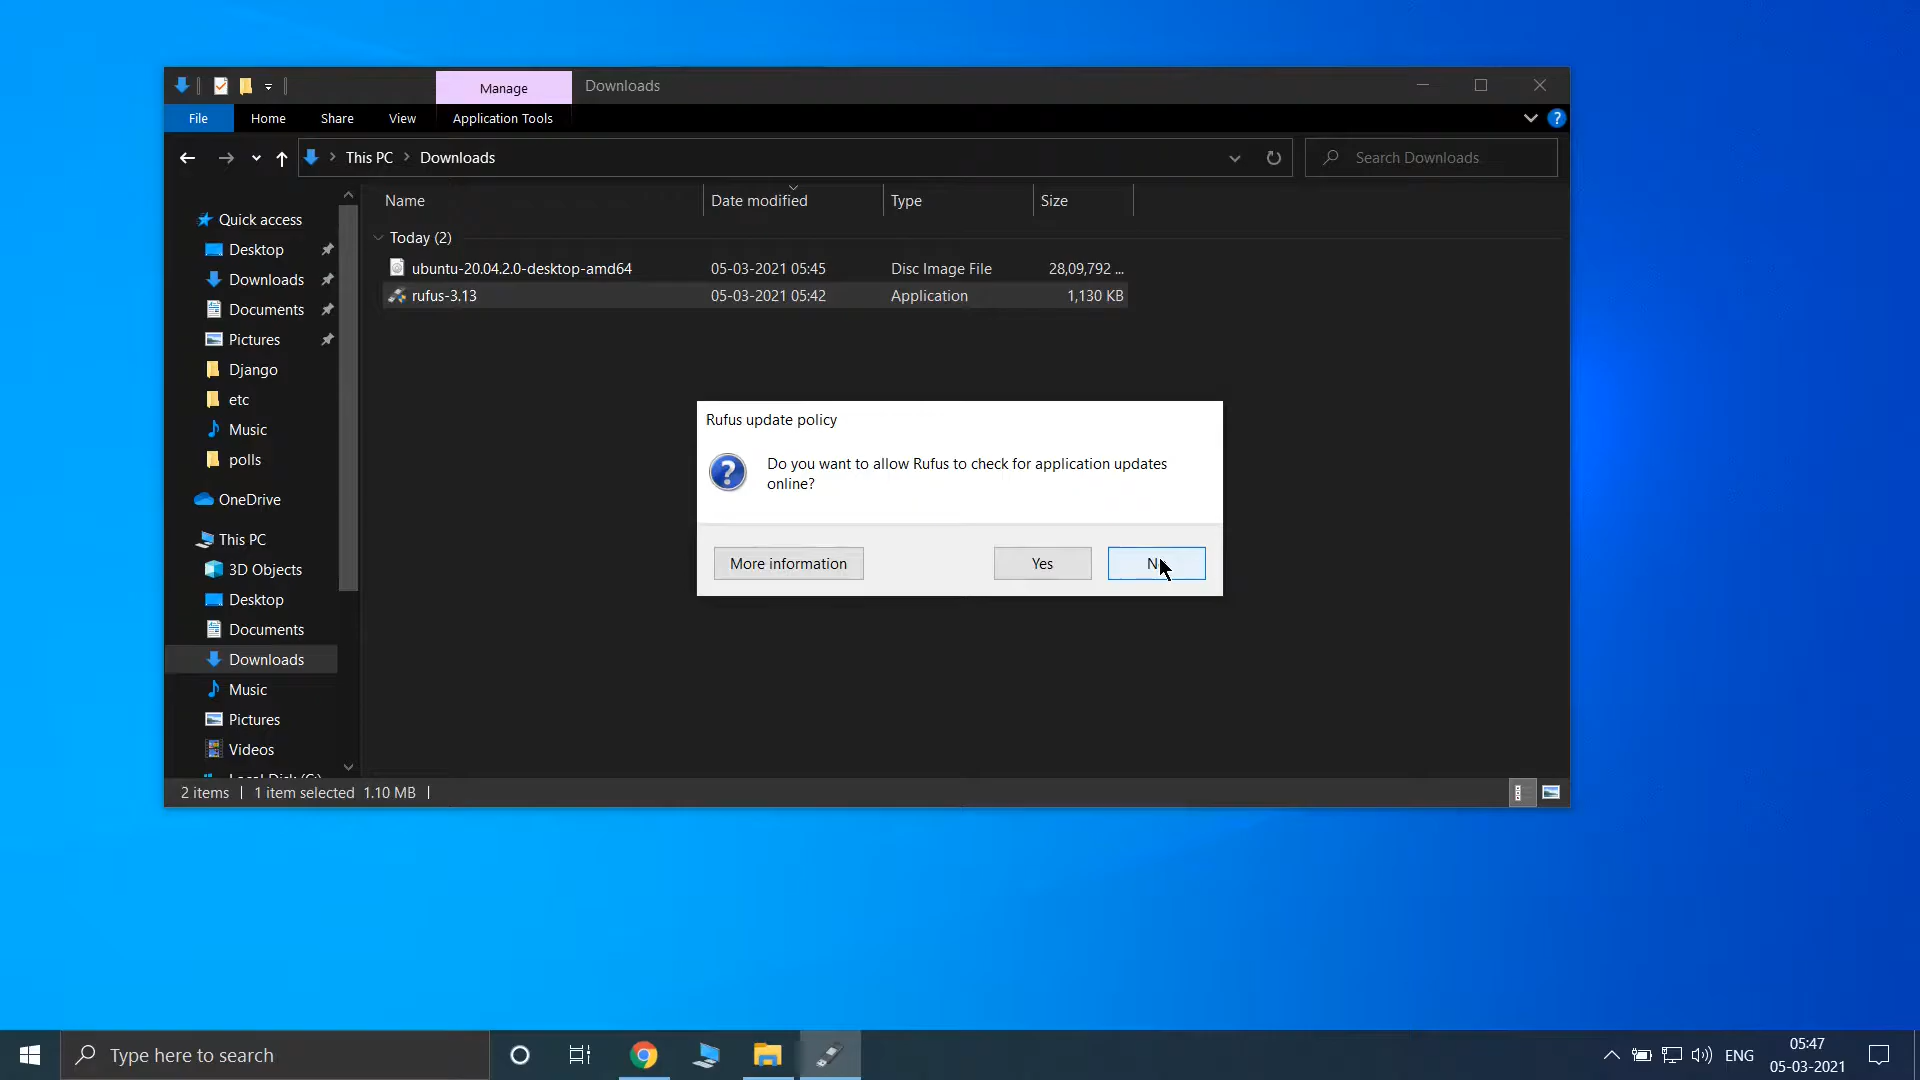 Manage
Downloads
File
Home
Share
View
Application Tools
?
This PC
Downloads
Search Downloads
Name
Date modified
Type
Size
Quick access
Desktop
Downloads
Documents
Pictures
Django
etc
Music
polls
OneDrive
This PC
3D Objects
Desktop
Documents
Downloads
Music
Pictures
Videos
Today (2)
ubuntu-20.04.2.0-desktop-amd64
05-03-2021 05:45
Disc Image File
28,09,792 ...
rufus-3.13
05-03-2021 05:42
Application
1,130 KB
Rufus update policy
?
Do you want to allow Rufus to check for application updates
online?
More information
Yes
2 items
1 item selected
1.10 MB
Type here to search
ENG
05:47
05-03-2021